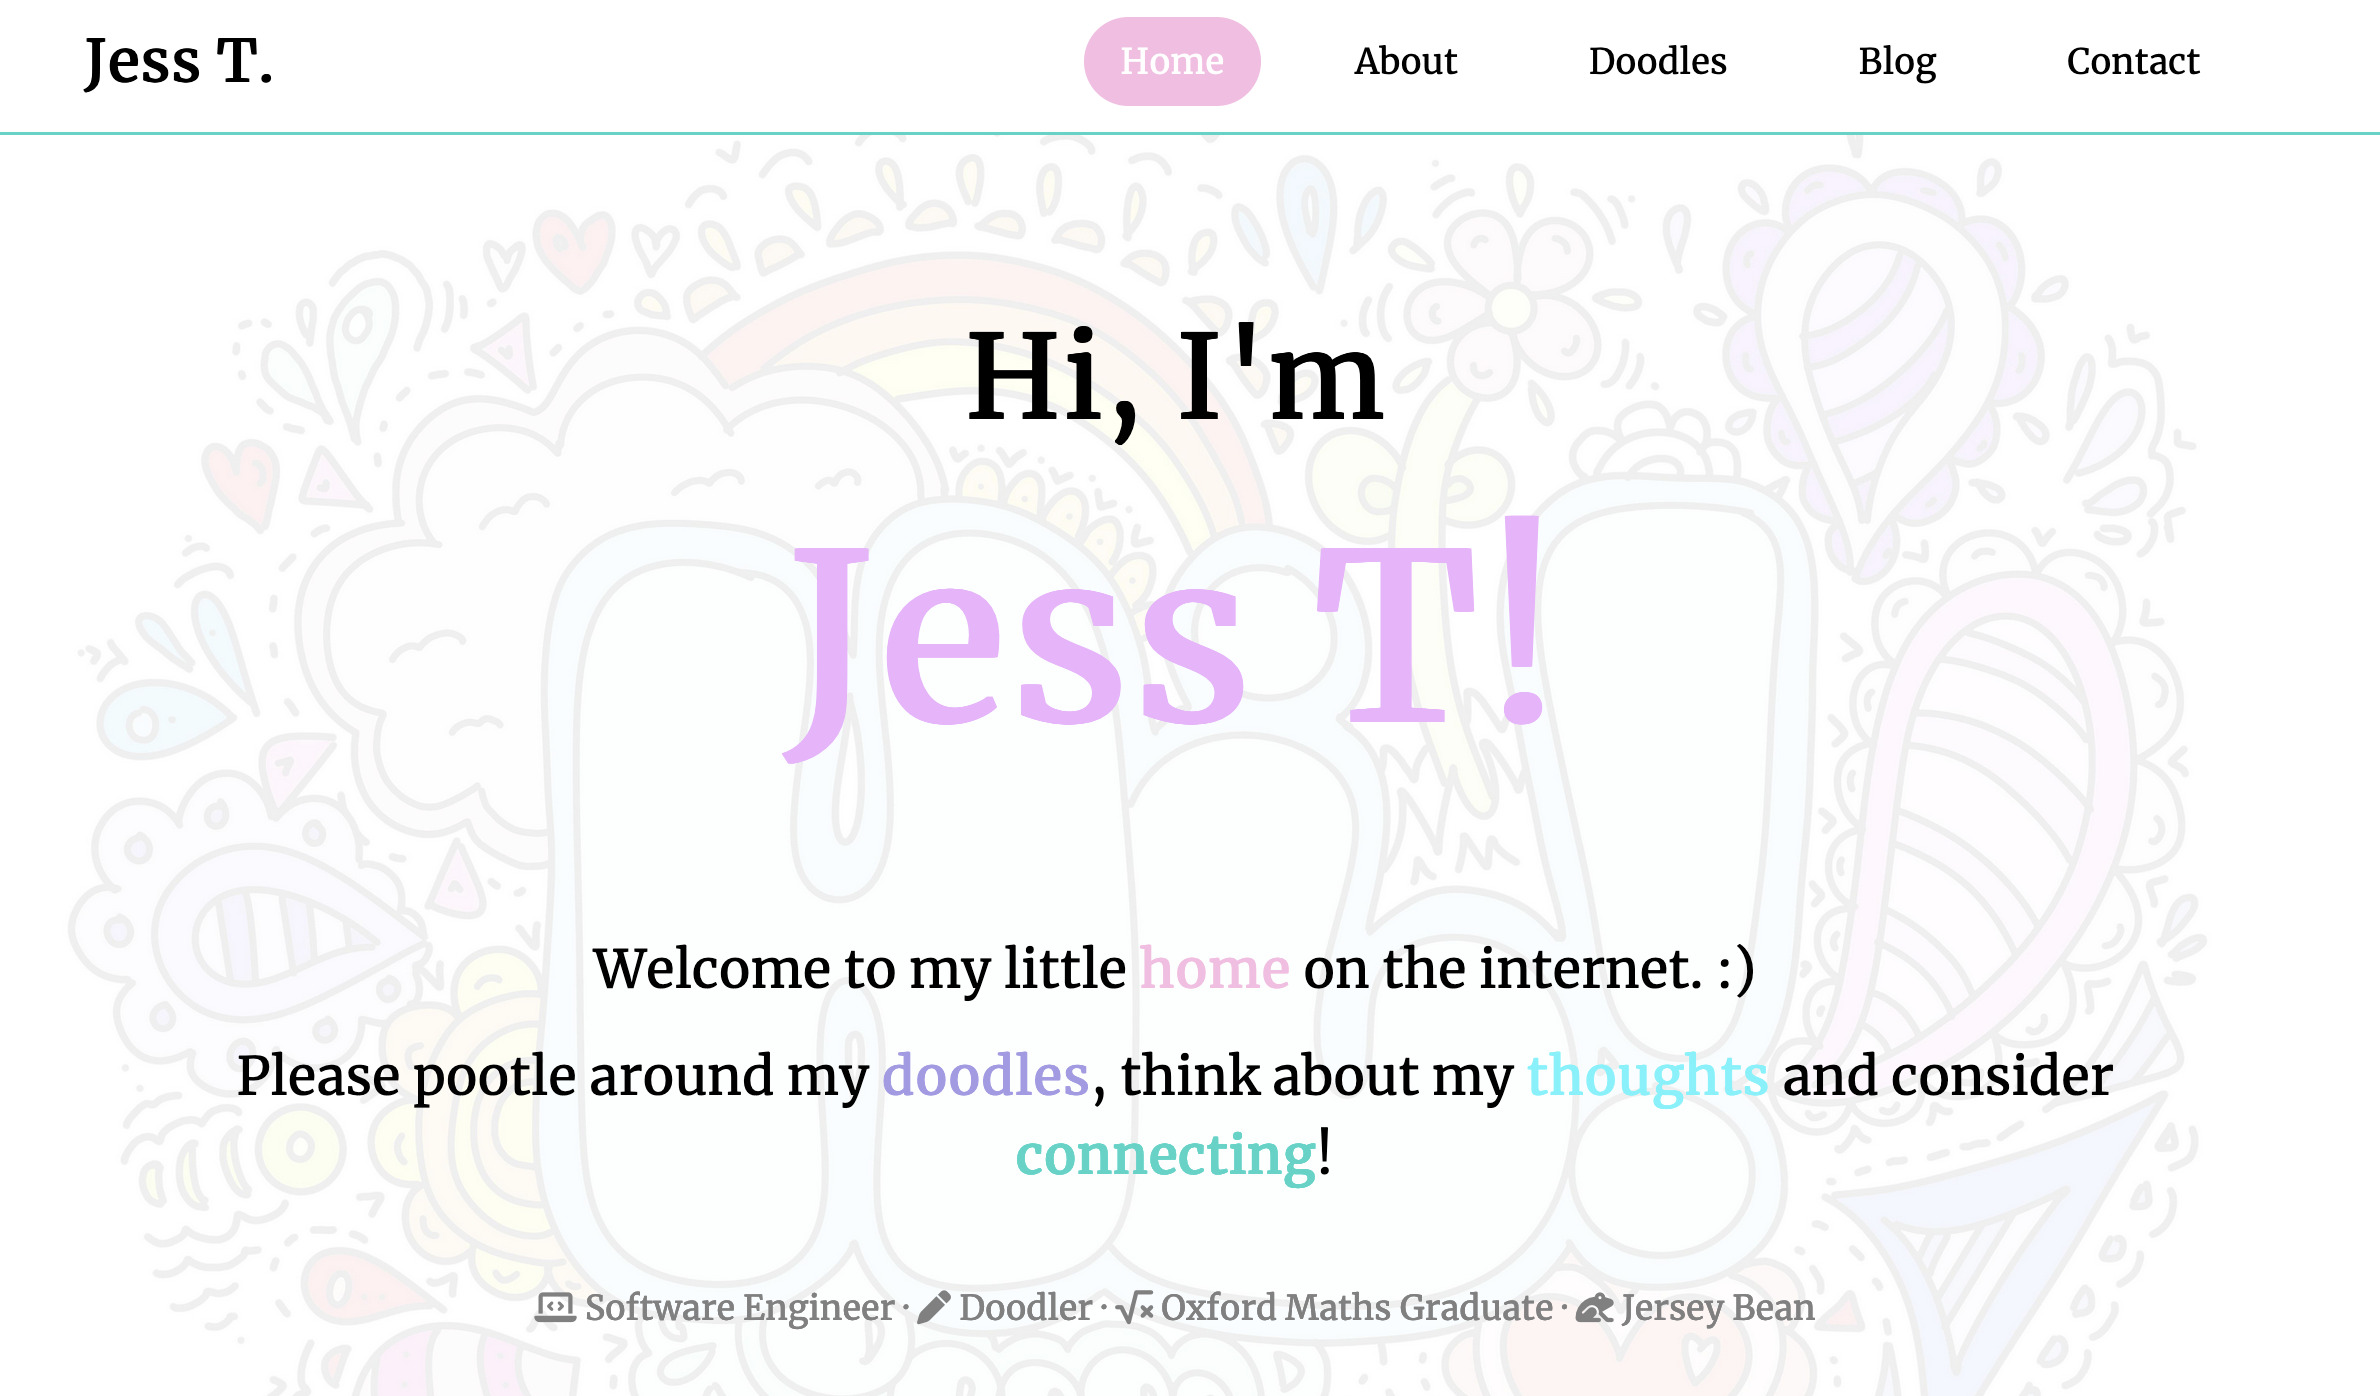 Jess T.
Home About Doodles Blog Contact
Hi, I'm
Jess T!
Welcome to my little home on the internet. :)
Please pootle around my doodles, think about my thoughts and consider
connecting!
Software Engineer · Doodler · Oxford Maths Graduate · Jersey Bean